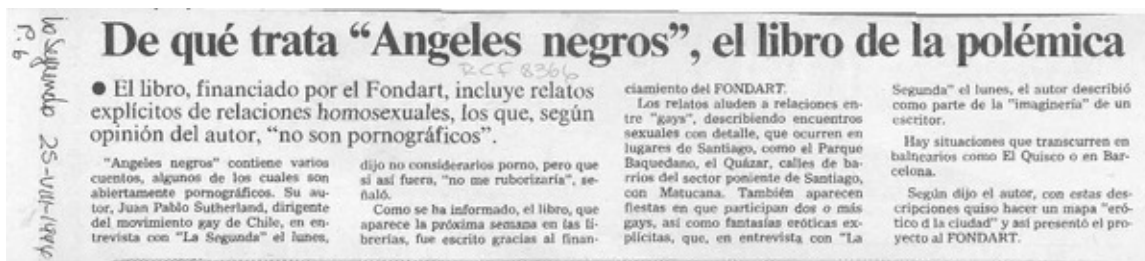 La Segunda 25-VIII-1994
P. 6
De qué trata “Angeles negros”, el libro de la polémica
RCF 8366
● El libro, financiado por el Fondart, incluye relatos
explícitos de relaciones homosexuales, los que, según
opinión del autor, “no son pornográficos”.
"Angeles negros" contiene varios
cuentos, algunos de los cuales son
abiertamente pornográficos. Su au-
tor, Juan Pablo Sutherland, dirigente
del movimiento gay de Chile, en en-
trevista con "La Segunda" el lunes,
dijo no considerarlos porno, pero que
si así fuera, "no me ruborizaría", se-
ñaló.
Como se ha informado, el libro, que
aparece la próxima semana en las li-
brerías, fue escrito gracias al finan-
ciamiento del FONDART.
Los relatos aluden a relaciones en-
tre "gays", describiendo encuentros
sexuales con detalle, que ocurren en
lugares de Santiago, como el Parque
Baquedano, el Quázar, calles de ba-
rrios del sector poniente de Santiago,
con Matucana. También aparecen
fiestas en que participan dos o más
gays, así como fantasías eróticas ex-
plícitas, que, en entrevista con "La
Segunda" el lunes, el autor describió
como parte de la "imaginería" de un
escritor.
Hay situaciones que transcurren en
balnearios como El Quisco o en Bar-
celona.
Según dijo el autor, con estas des-
cripciones quiso hacer un mapa "eró-
tico d la ciudad" y así presentó el pro-
yecto al FONDART.